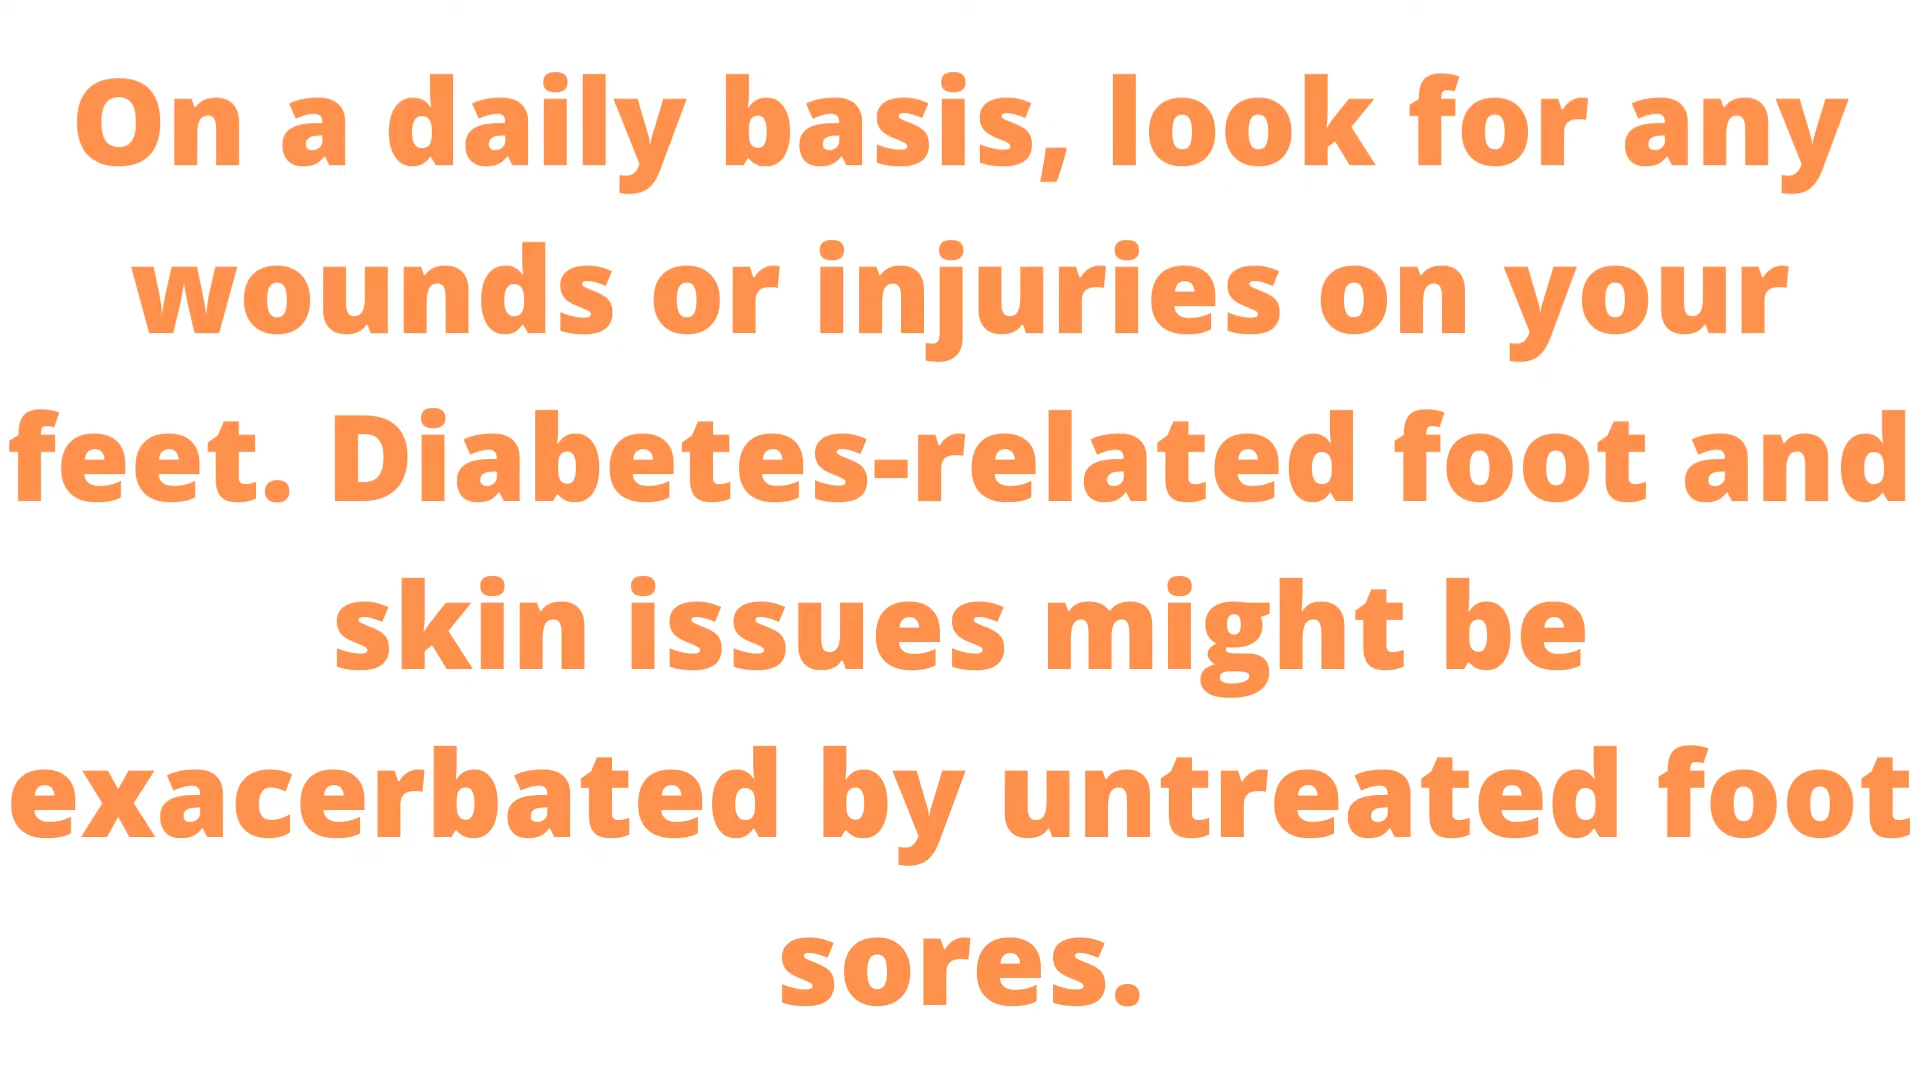 On a daily basis, look for any
wounds or injuries on your
feet. Diabetes-related foot and
skin issues might be
exacerbated by untreated foot
sores.